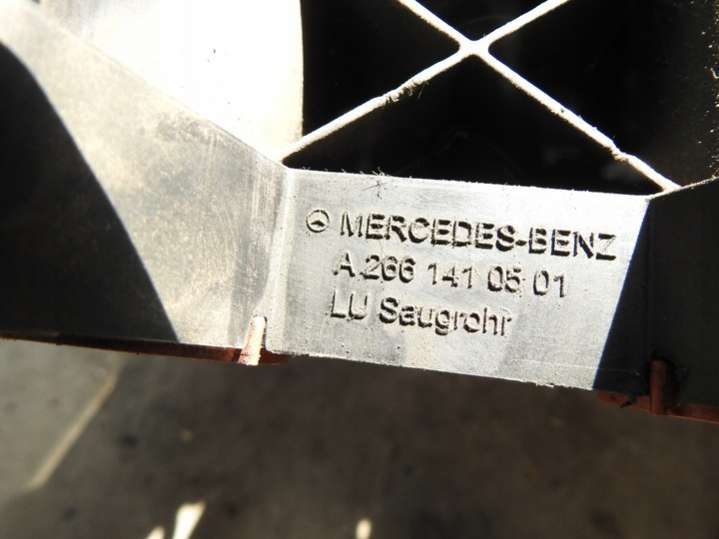 MERCEDES-BENZ
A 266 141 05 01
LU Saugrohr